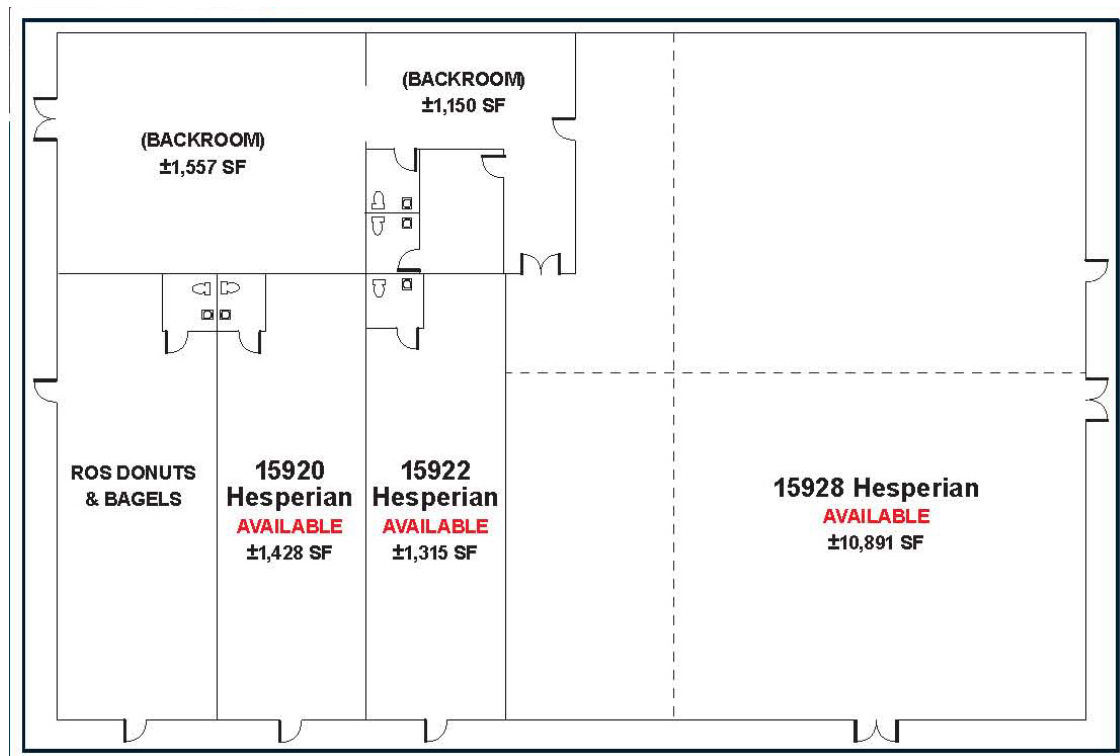 (BACKROOM)
±1,557 SF
(BACKROOM)
±1,150 SF
ROS DONUTS
& BAGELS
15920
Hesperian
AVAILABLE
±1,428 SF
15922
Hesperian
AVAILABLE
±1,315 SF
15928 Hesperian
AVAILABLE
±10,891 SF